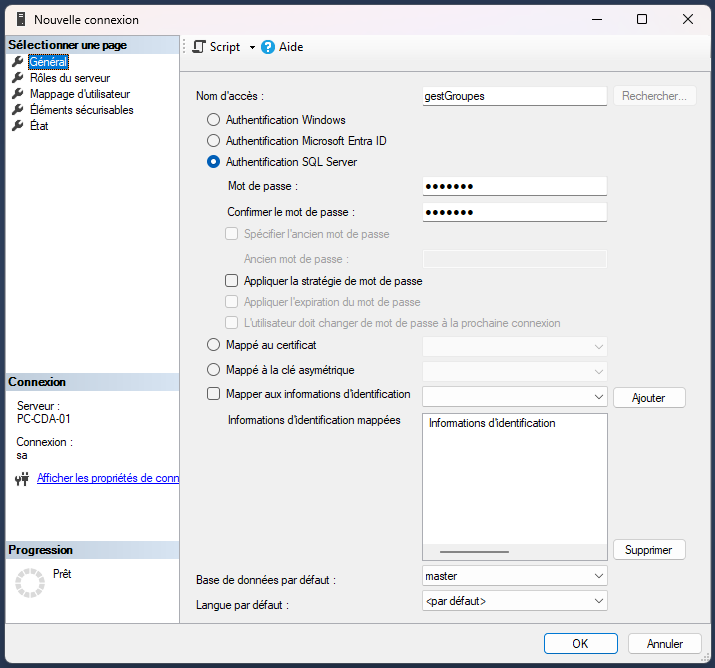 Nouvelle connexion
Sélectionner une page
Général
Rôles du serveur
Mappage d'utilisateur
Éléments sécurisables
État
Script
Aide
Nom d'accès :
gestGroupes
Rechercher...
Authentification Windows
Authentification Microsoft Entra ID
Authentification SQL Server
Mot de passe :
●●●●●●●
Confirmer le mot de passe :
●●●●●●●
Spécifier l'ancien mot de passe
Ancien mot de passe :
Appliquer la stratégie de mot de passe
Appliquer l'expiration du mot de passe
L'utilisateur doit changer de mot de passe à la prochaine connexion
Mappé au certificat
Mappé à la clé asymétrique
Mapper aux informations d'identification
Ajouter
Informations d'identification mappées
Informations d'identification
Supprimer
Base de données par défaut :
master
Langue par défaut :
<par défaut>
Connexion
Serveur :
PC-CDA-01
Connexion :
sa
Afficher les propriétés de conn
Progression
Prêt
OK
Annuler